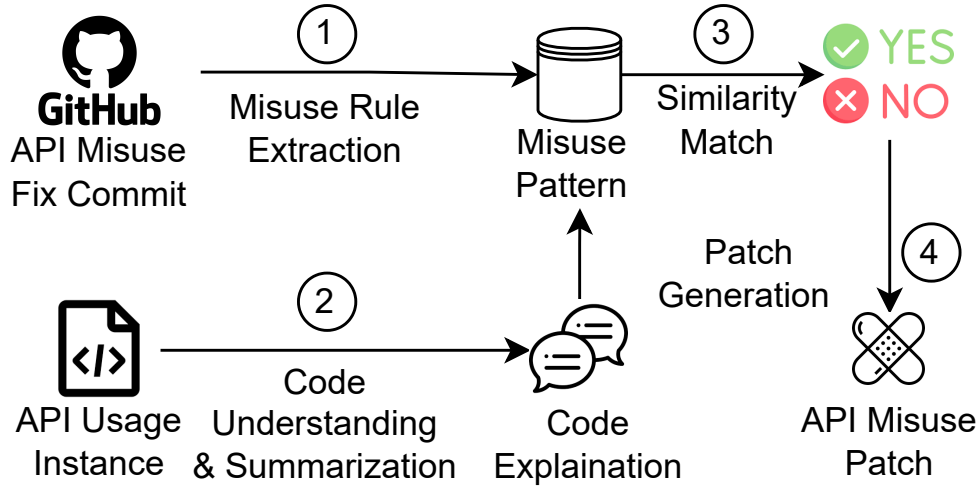 1
3
YES
GitHub
NO
Misuse Rule
Extraction
Similarity
Match
API Misuse
Fix Commit
Misuse
Pattern
2
Patch
Generation
4
</>
Code
Understanding
& Summarization
API Usage
Instance
Code
Explaination
API Misuse
Patch